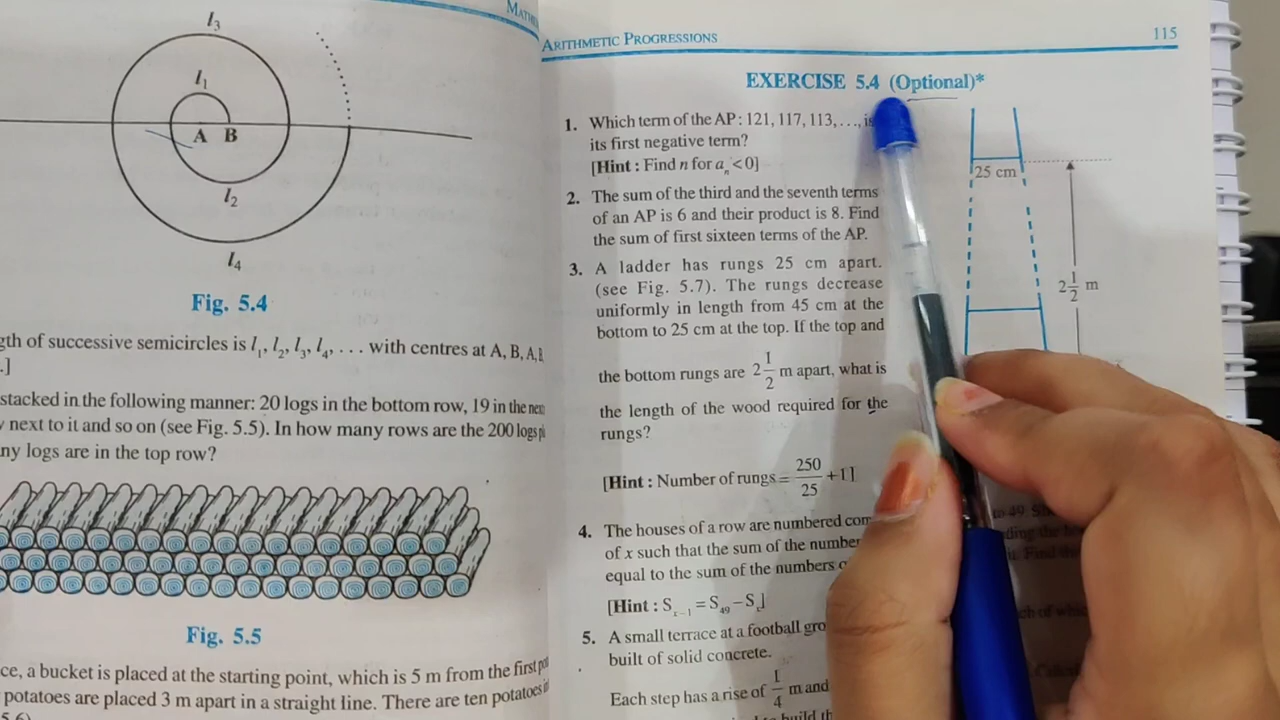 l₃
l₁
A B
l₂
l₄
Fig. 5.4
gth of successive semicircles is l₁, l₂, l₃, l₄, . . . with centres at A, B, A,
.]
stacked in the following manner: 20 logs in the bottom row, 19 in the
next to it and so on (see Fig. 5.5). In how many rows are the 200 logs
ny logs are in the top row?
Fig. 5.5
ce, a bucket is placed at the starting point, which is 5 m from the first
potatoes are placed 3 m apart in a straight line. There are ten potatoes
5.6)
ARITHMETIC PROGRESSIONS
115
EXERCISE 5.4 (Optional)*
1. Which term of the AP : 121, 117, 113, . . ., is
its first negative term?
[Hint : Find n for aₙ < 0]
2. The sum of the third and the seventh terms
of an AP is 6 and their product is 8. Find
the sum of first sixteen terms of the AP.
3. A ladder has rungs 25 cm apart.
(see Fig. 5.7). The rungs decrease
uniformly in length from 45 cm at the
bottom to 25 cm at the top. If the top and
the bottom rungs are 2 1/2 m apart, what is
the length of the wood required for the
rungs?
[Hint : Number of rungs = 250/25 + 1]
25 cm
2 1/2 m
4. The houses of a row are numbered
of x such that the sum of the
equal to the sum of the numbers
[Hint : Sₓ₋₁ = S₄₉ – Sₓ]
5. A small terrace at a football
built of solid concrete.
Each step has a rise of 1/4 m and
build